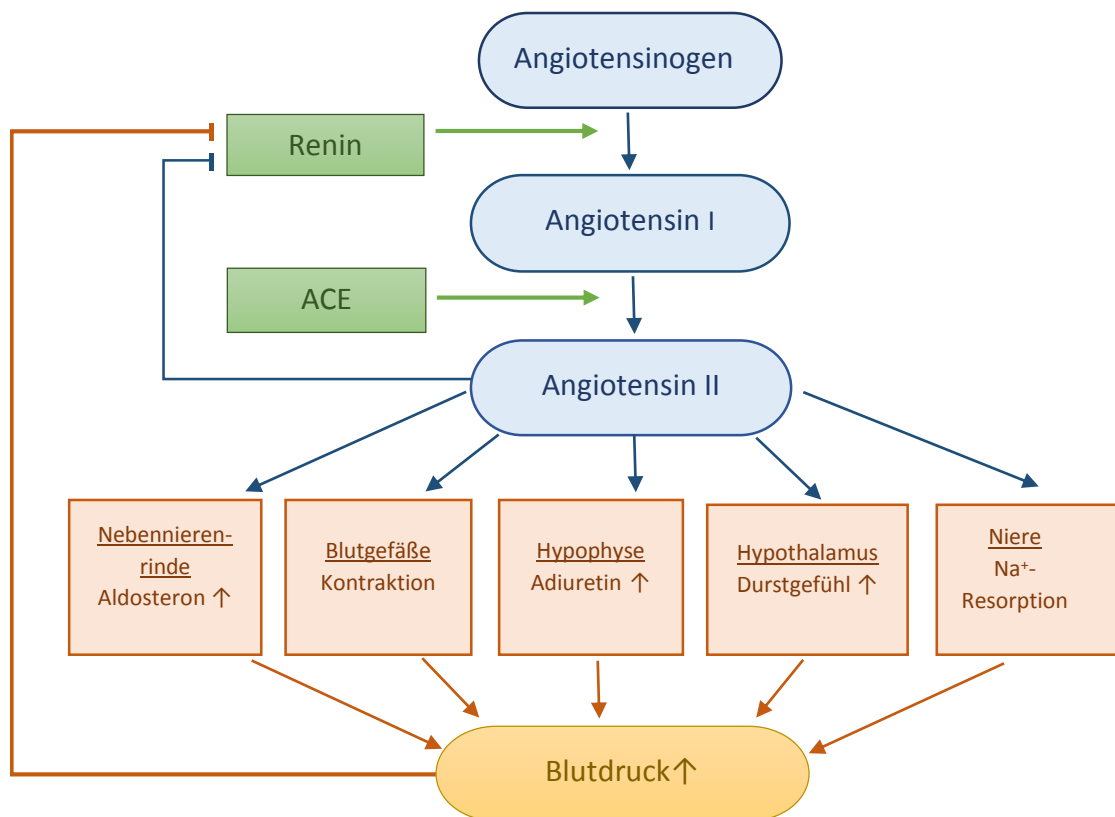 Angiotensinogen
Renin
Angiotensin I
ACE
Angiotensin II
Nebennieren-
rinde
Aldosteron ↑
Blutgefäße
Kontraktion
Hypophyse
Adiuretin ↑
Hypothalamus
Durstgefühl ↑
Niere
Na⁺-
Resorption
Blutdruck↑